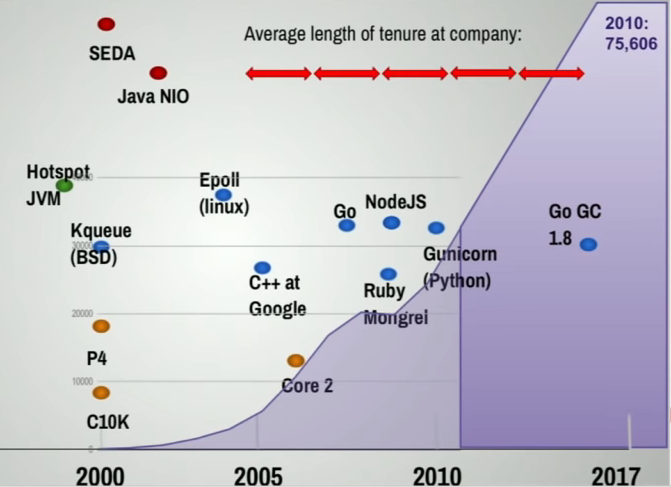 Average length of tenure at company:
2010:
75,606
SEDA
Java NIO
Hotspot
JVM
Epoll
(linux)
Go
NodeJS
Go GC
1.8
Kqueue
(BSD)
30000
Gunicorn
(Python)
C++ at
Google
Ruby
Mongrel
20000
P4
10000
Core 2
C10K
0
2000
2005
2010
2017